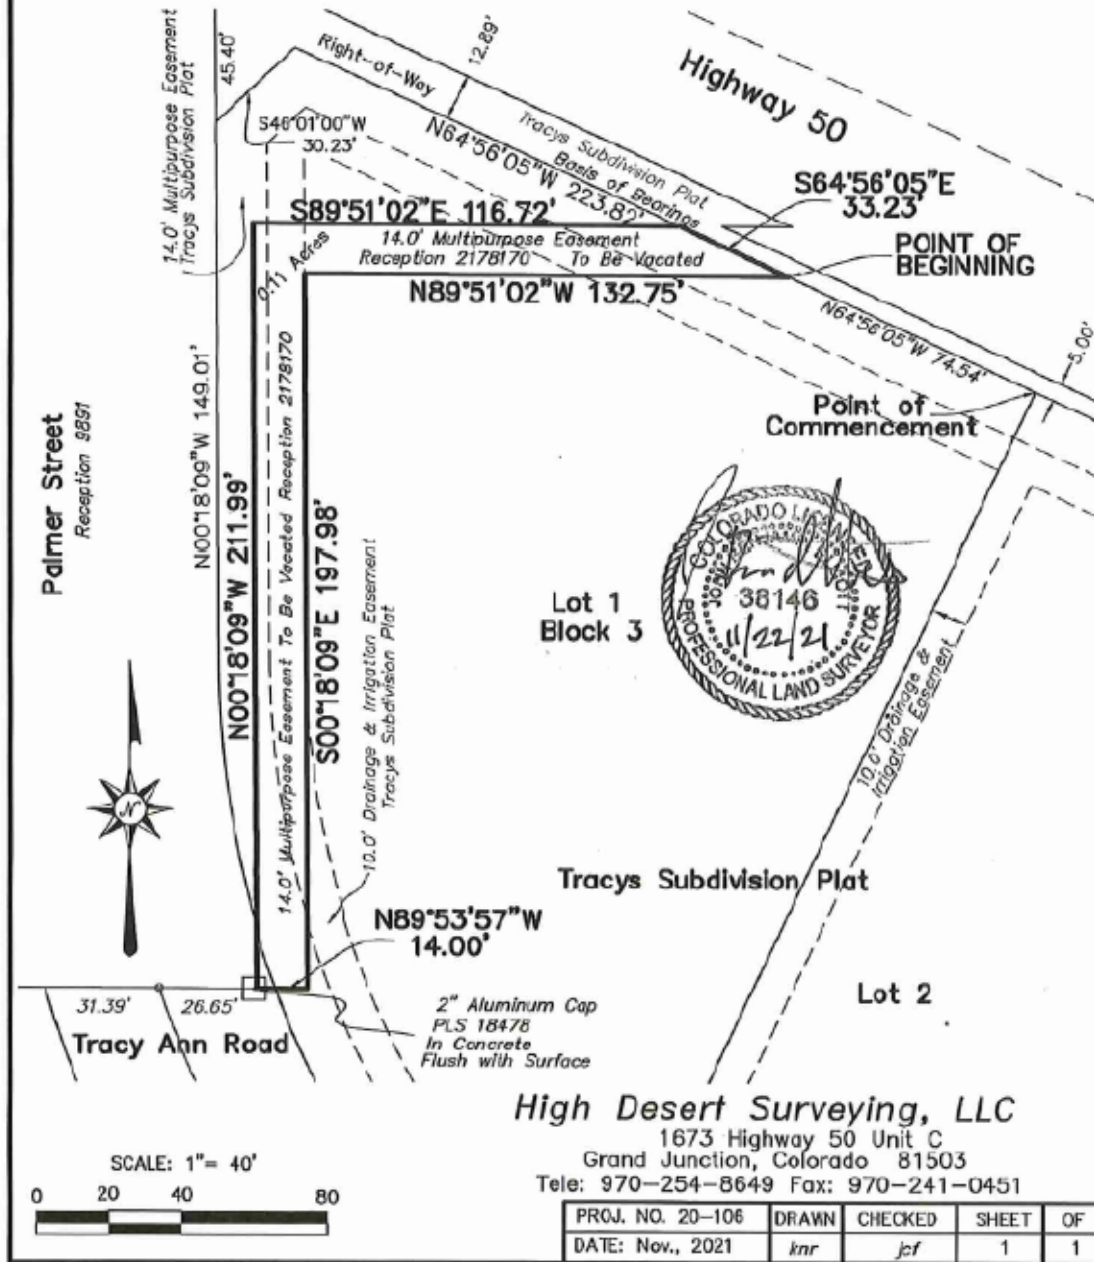 14.0' Multipurpose Easement
Tracys Subdivision Plat
45.40'
Right-of-Way
12.89'
Highway 50
S46°01'00"W
30.23'
Tracys Subdivision Plat
Basis of Bearings
N64°56'05"W 223.82'
S64°56'05"E
33.23'
14.0' Multipurpose Easement
Tracys Subdivision Plat
S89°51'02"E 116.72'
14.0' Multipurpose Easement
Reception 2178170 To Be Vacated
POINT OF
BEGINNING
0.11 Acres
N89°51'02"W 132.75'
N64°56'05"W 74.54'
5.00'
Point of
Commencement
Palmer Street
Reception 9891
N00°18'09"W 149.01'
N00°18'09"W 211.99'
14.0' Multipurpose Easement To Be Vacated Reception 2178170
S00°18'09"E 197.98'
10.0' Drainage & Irrigation Easement
Tracys Subdivision Plat
Lot 1
Block 3
COLORADO LICENSED
38146
11/22/21
PROFESSIONAL LAND SURVEYOR
10.0' Drainage &
Irrigation Easement
N
Tracys Subdivision Plat
N89°53'57"W
14.00'
Lot 2
31.39'
26.65'
Tracy Ann Road
2" Aluminum Cap
PLS 18478
In Concrete
Flush with Surface
High Desert Surveying, LLC
1673 Highway 50 Unit C
Grand Junction, Colorado 81503
Tele: 970-254-8649 Fax: 970-241-0451
SCALE: 1"= 40'
0 20 40 80
PROJ. NO. 20-106 DRAWN CHECKED SHEET OF
DATE: Nov., 2021 knr jcf 1 1